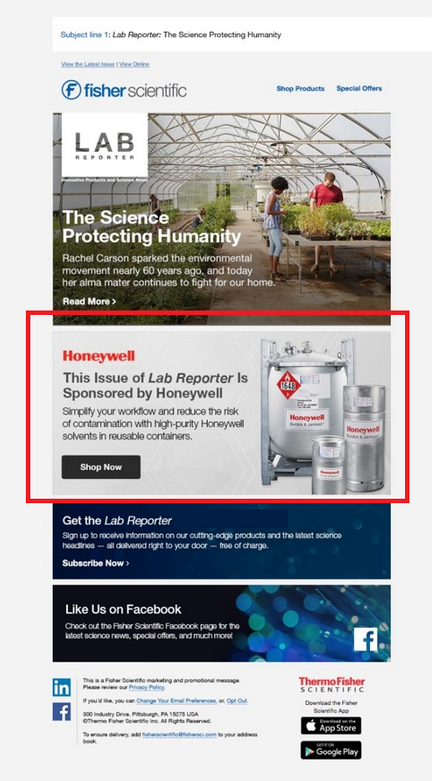 Subject line 1: Lab Reporter: The Science Protecting Humanity
View the Latest Issue | View Online
fisher scientific
Shop Products Special Offers
LAB
REPORTER
Innovative Products and Science News
The Science
Protecting Humanity
Rachel Carson sparked the environmental
movement nearly 60 years ago, and today
her alma mater continues to fight for our home.
Read More >
Honeywell
This Issue of Lab Reporter Is
Sponsored by Honeywell
Simplify your workflow and reduce the risk
of contamination with high-purity Honeywell
solvents in reusable containers.
Shop Now
1648
Honeywell
Burdick & Jackson
Honeywell
Burdick & Jackson
Honeywell
Get the Lab Reporter
Sign up to receive information on our cutting-edge products and the latest science
headlines — all delivered right to your door — free of charge.
Subscribe Now >
Like Us on Facebook
Check out the Fisher Scientific Facebook page for the
latest science news, special offers, and much more!
This is a Fisher Scientific marketing and promotional message.
Please review our Privacy Policy.
If you'd like, you can Change Your Email Preferences, or, Opt Out.
300 Industry Drive, Pittsburgh, PA 15275 USA
©Thermo Fisher Scientific Inc. All Rights Reserved.
To ensure delivery, add fisherscientific@fishersci.com to your address
book.
ThermoFisher
SCIENTIFIC
Download the Fisher
Scientific App
Download on the
App Store
GET IT ON
Google Play